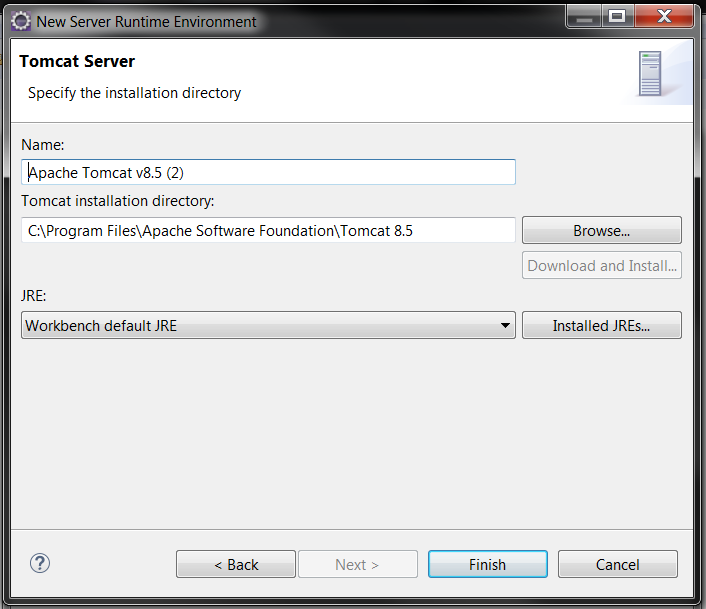 New Server Runtime Environment
Tomcat Server
Specify the installation directory
Name:
Apache Tomcat v8.5 (2)
Tomcat installation directory:
C:\Program Files\Apache Software Foundation\Tomcat 8.5
Browse...
Download and Install...
JRE:
Workbench default JRE
Installed JREs...
?
< Back
Next >
Finish
Cancel